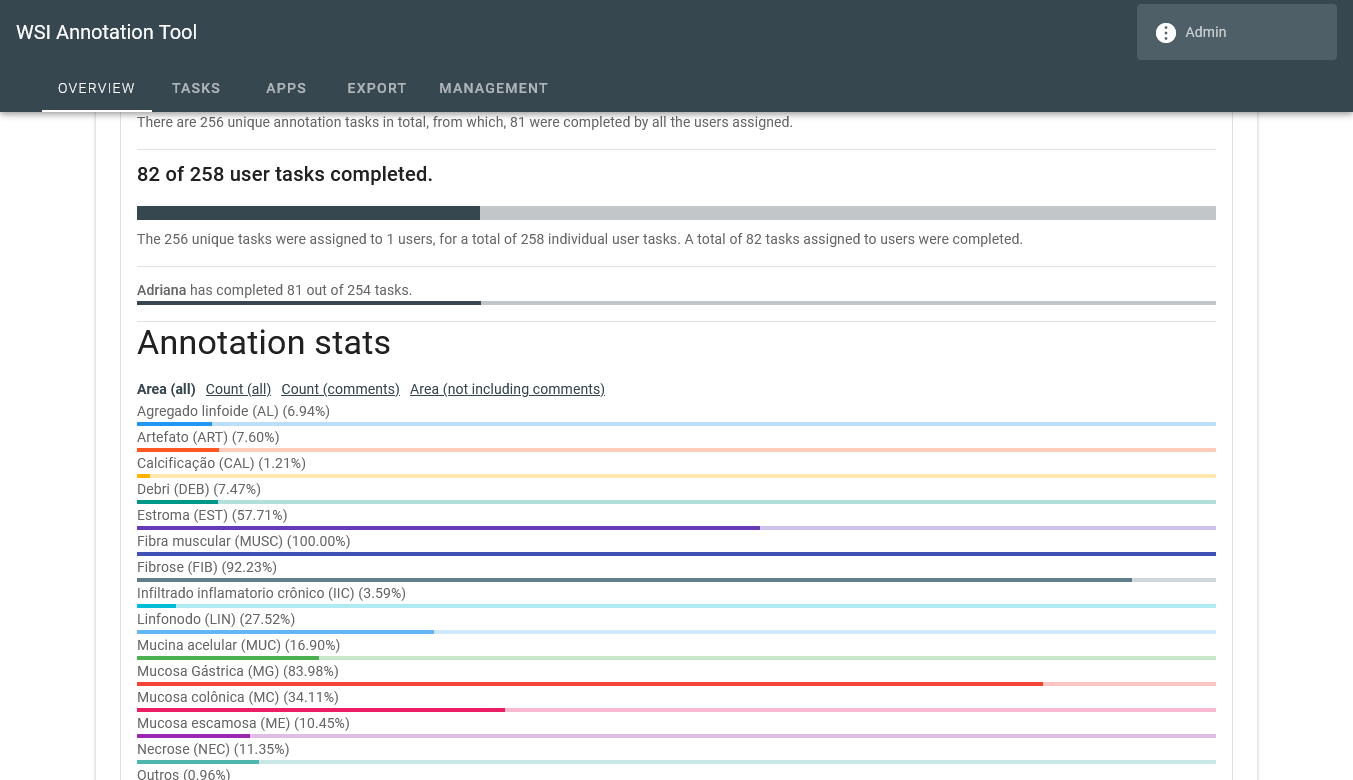 WSI Annotation Tool
Admin
OVERVIEW TASKS APPS EXPORT MANAGEMENT
There are 256 unique annotation tasks in total, from which, 81 were completed by all the users assigned.
82 of 258 user tasks completed.
The 256 unique tasks were assigned to 1 users, for a total of 258 individual user tasks. A total of 82 tasks assigned to users were completed.
Adriana has completed 81 out of 254 tasks.
Annotation stats
Area (all) Count (all) Count (comments) Area (not including comments)
Agregado linfoide (AL) (6.94%)
Artefato (ART) (7.60%)
Calcificação (CAL) (1.21%)
Debri (DEB) (7.47%)
Estroma (EST) (57.71%)
Fibra muscular (MUSC) (100.00%)
Fibrose (FIB) (92.23%)
Infiltrado inflamatorio crônico (IIC) (3.59%)
Linfonodo (LIN) (27.52%)
Mucina acelular (MUC) (16.90%)
Mucosa Gástrica (MG) (83.98%)
Mucosa colônica (MC) (34.11%)
Mucosa escamosa (ME) (10.45%)
Necrose (NEC) (11.35%)
Outros (0.96%)